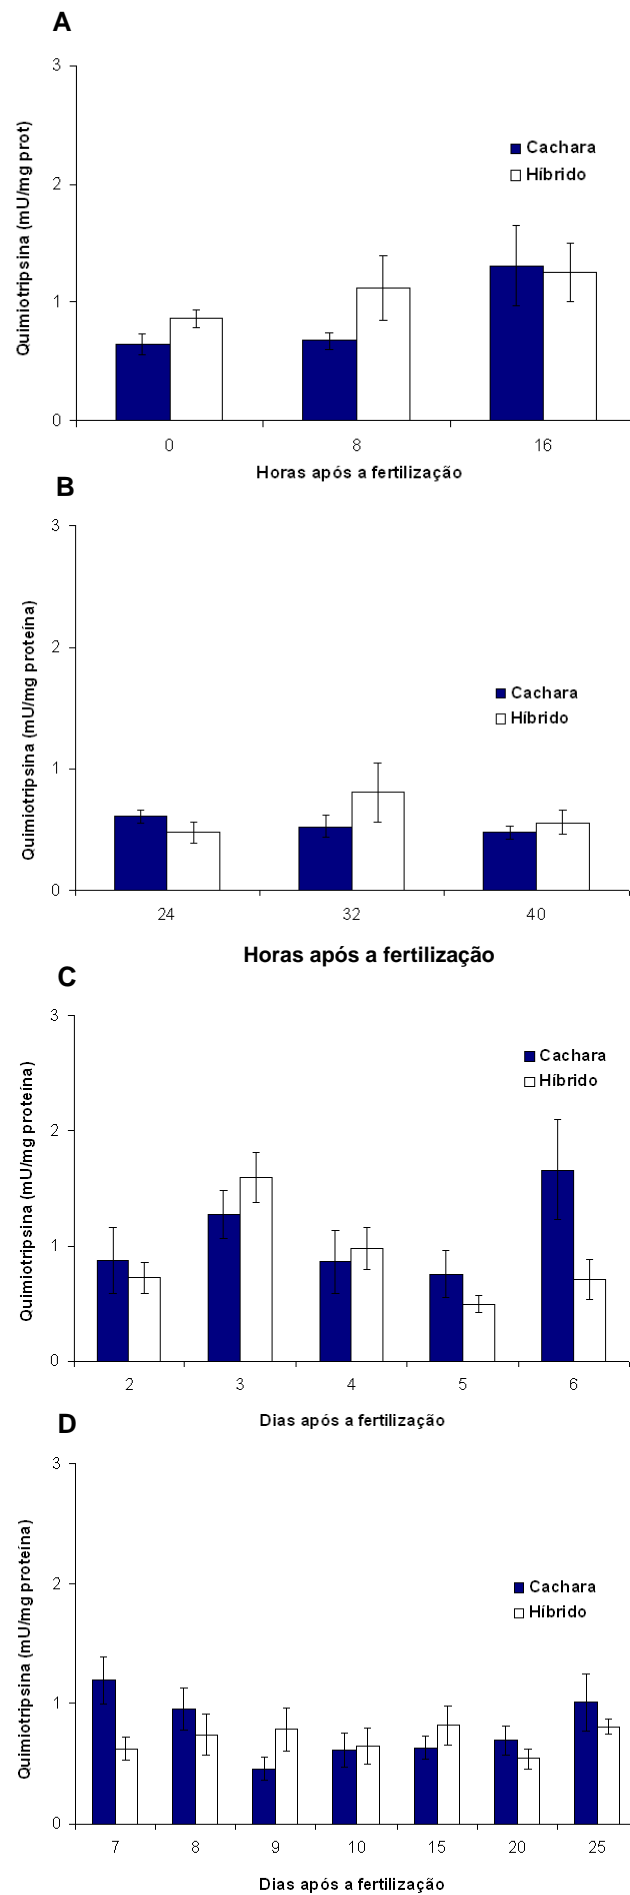 A
Quimiotripsina (mU/mg prot)
3
2
1
0
Cachara
Híbrido
0 8 16
Horas após a fertilização
B
Quimiotripsina (mU/mg proteína)
3
2
1
0
Cachara
Híbrido
24 32 40
Horas após a fertilização
C
Quimiotripsina (mU/mg proteína)
3
2
1
0
Cachara
Híbrido
2 3 4 5 6
Dias após a fertilização
D
Quimiotripsina (mU/mg proteína)
3
2
1
0
Cachara
Híbrido
7 8 9 10 15 20 25
Dias após a fertilização